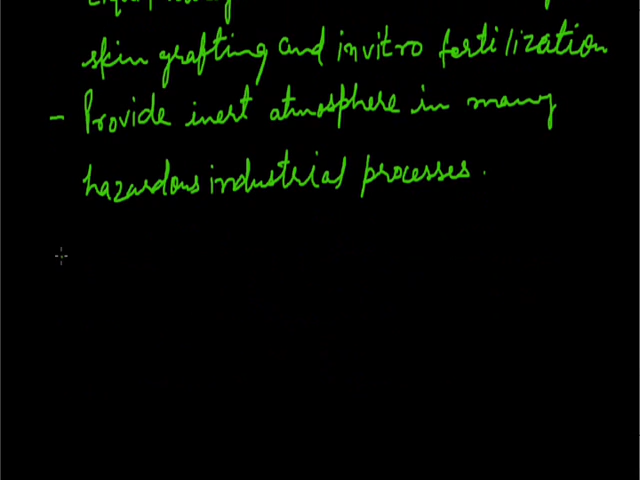 skin grafting and invitro fertilization
- Provide inert atmosphere in many
hazardous industrial processes.